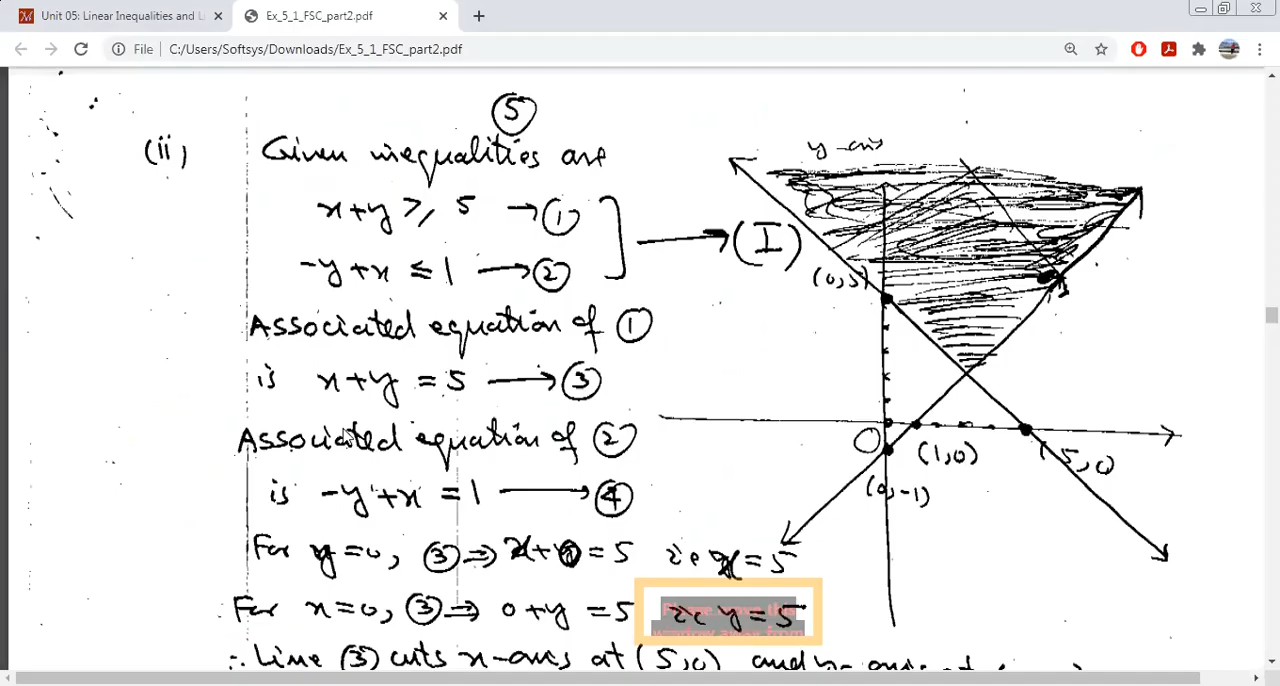 Unit 05: Linear Inequalities and L
Ex_5_1_FSC_part2.pdf
File | C:/Users/Softsys/Downloads/Ex_5_1_FSC_part2.pdf
5
(ii) Given inequalities are
x+y ≥ 5 → 1
-y+x ≤ 1 → 2
→ (I)
Associated equation of 1
is x+y = 5 → 3
Associated equation of 2
is -y+x = 1 → 4
For y=0, 3 ⇒ x+0 = 5 ie x = 5
For x=0, 3 ⇒ 0+y = 5 ie y = 5
∴ Line (3) cuts x-axis at (5,0) and
y-axis
(0,5)
O
(1,0)
(5,0)
(0,-1)